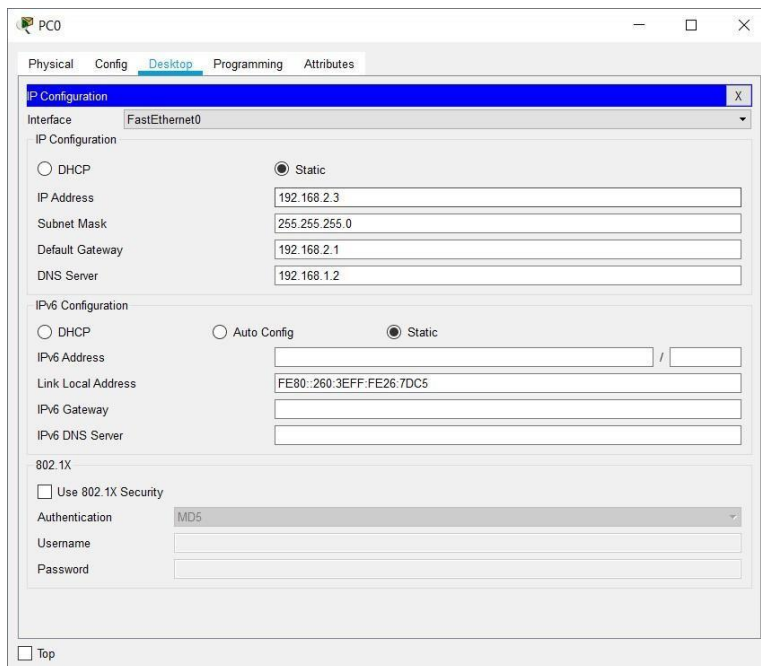 PC0
Physical Config Desktop Programming Attributes
IP Configuration X
Interface FastEthernet0
IP Configuration
DHCP Static
IP Address 192.168.2.3
Subnet Mask 255.255.255.0
Default Gateway 192.168.2.1
DNS Server 192.168.1.2
IPv6 Configuration
DHCP Auto Config Static
IPv6 Address /
Link Local Address FE80::260:3EFF:FE26:7DC5
IPv6 Gateway
IPv6 DNS Server
802.1X
Use 802.1X Security
Authentication MD5
Username
Password
Top